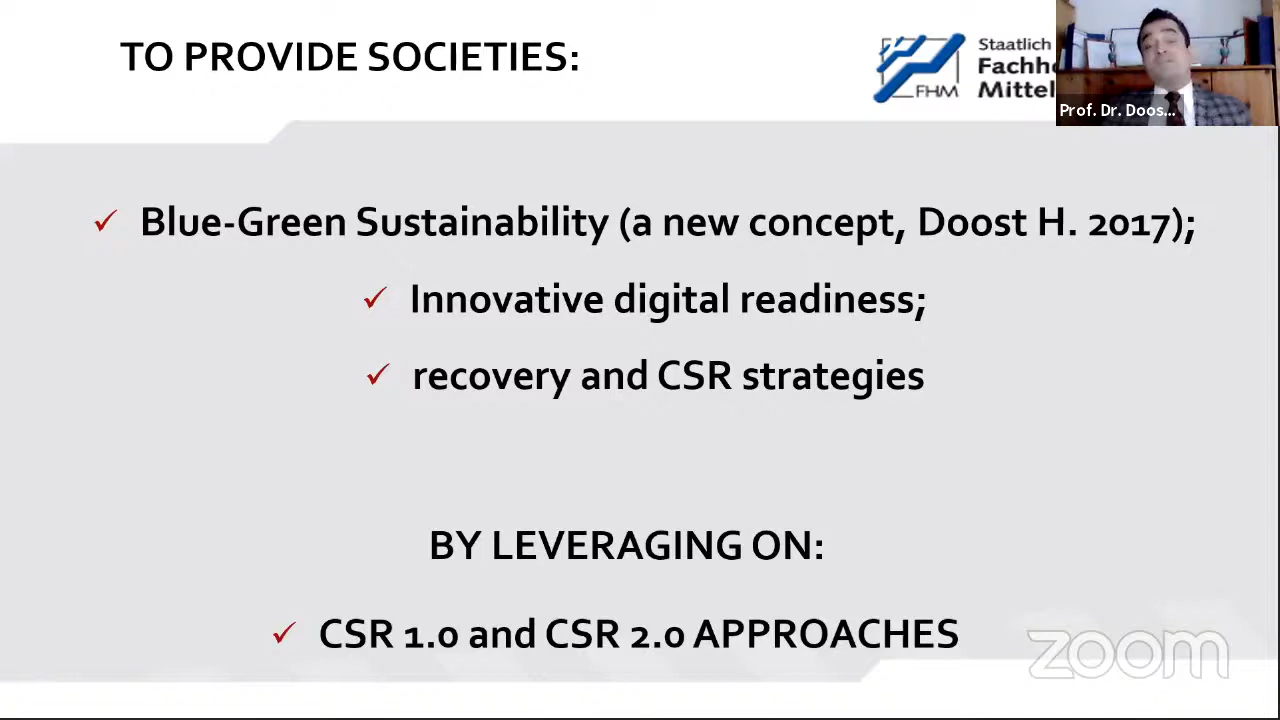 TO PROVIDE SOCIETIES:
FHM
Staatlich
Fachho
Mittel
Prof. Dr. Doos...
Blue-Green Sustainability (a new concept, Doost H. 2017);
Innovative digital readiness;
recovery and CSR strategies
BY LEVERAGING ON:
CSR 1.0 and CSR 2.0 APPROACHES
zoom